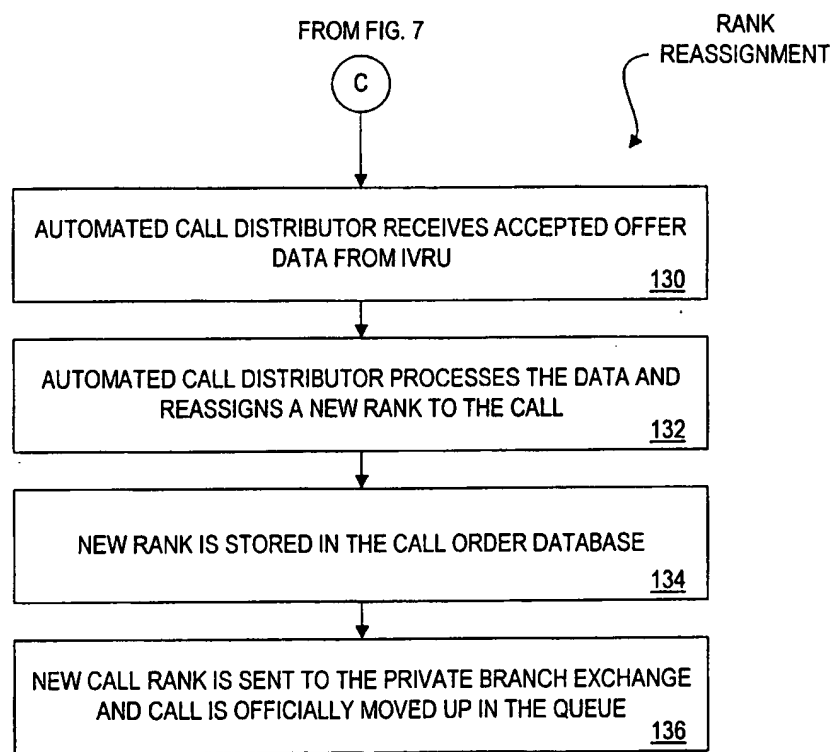 FROM FIG. 7
RANK
REASSIGNMENT
C
AUTOMATED CALL DISTRIBUTOR RECEIVES ACCEPTED OFFER
DATA FROM IVRU
130
AUTOMATED CALL DISTRIBUTOR PROCESSES THE DATA AND
REASSIGNS A NEW RANK TO THE CALL
132
NEW RANK IS STORED IN THE CALL ORDER DATABASE
134
NEW CALL RANK IS SENT TO THE PRIVATE BRANCH EXCHANGE
AND CALL IS OFFICIALLY MOVED UP IN THE QUEUE
136